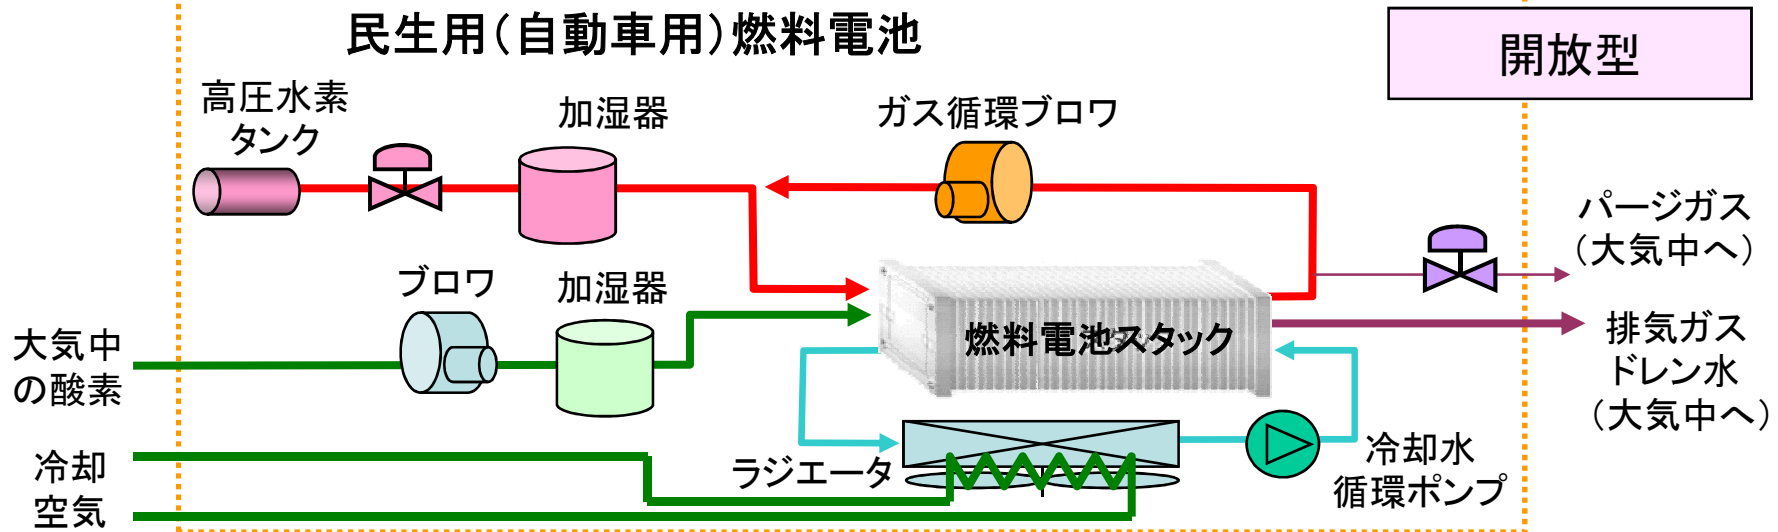 民生用(自動車用)燃料電池
開放型
高圧水素
タンク
加湿器
ガス循環ブロワ
パージガス
(大気中へ)
ブロワ
加湿器
燃料電池スタック
大気中
の酸素
排気ガス
ドレン水
(大気中へ)
冷却
空気
ラジエータ
冷却水
循環ポンプ